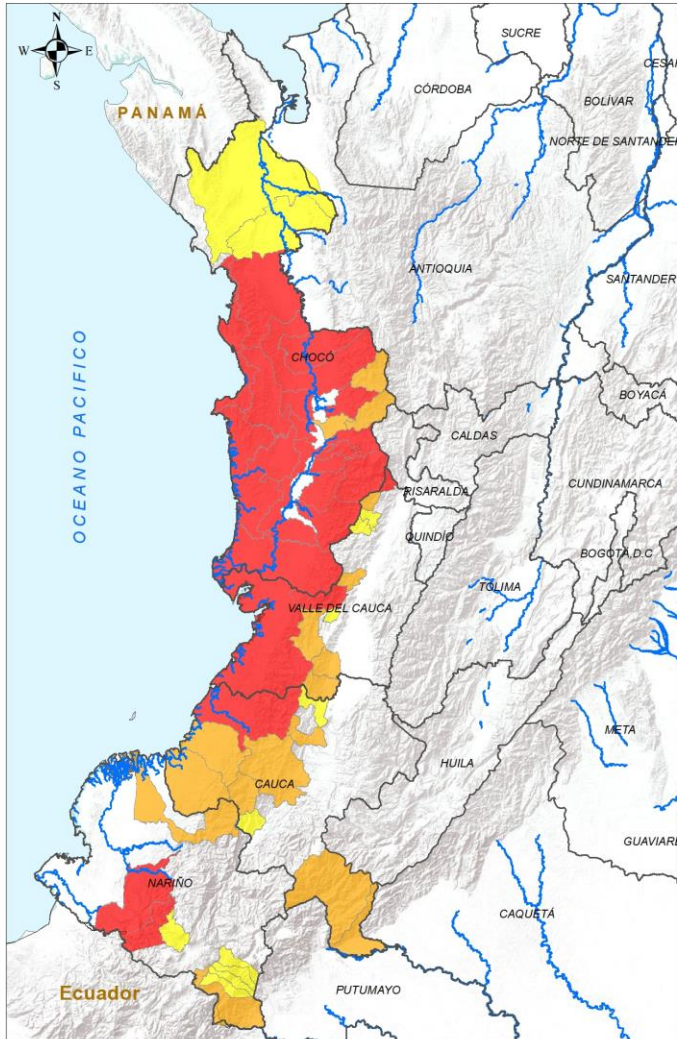 N
W E
S
SUCRE
CESAR
CÓRDOBA
BOLÍVAR
PANAMÁ
NORTE DE SANTANDER
ANTIOQUIA
SANTANDER
OCEANO PACIFICO
CHOCÓ
BOYACÁ
CALDAS
CUNDINAMARCA
RISARALDA
QUINDÍO
BOGOTÁ,D.C
TOLIMA
VALLE DEL CAUCA
META
HUILA
CAUCA
GUAVIARE
NARIÑO
CAQUETÁ
Ecuador
PUTUMAYO